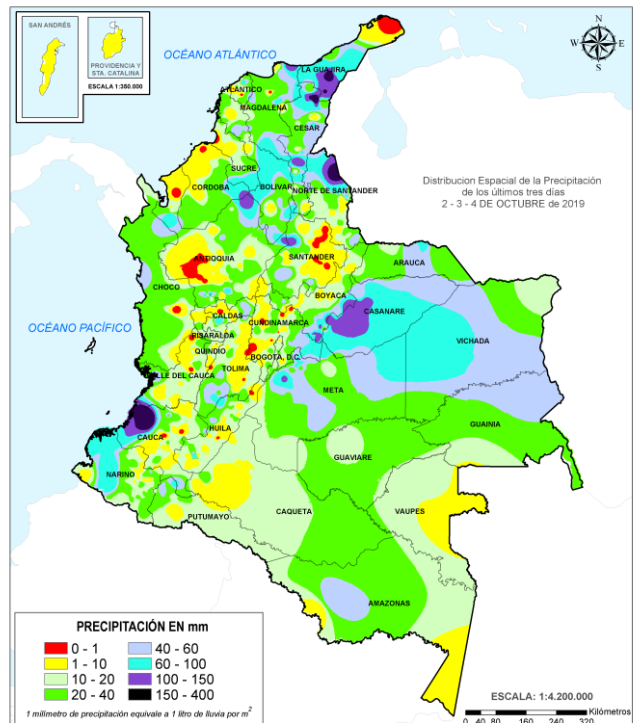 SAN ANDRÉS
PROVIDENCIA Y
STA. CATALINA
ESCALA 1:350.000
OCÉANO ATLÁNTICO
N
W E
S
LA GUAJIRA
ATLÁNTICO
MAGDALENA
CESAR
SUCRE
CORDOBA
BOLIVAR
NORTE DE SANTANDER
Distribucion Espacial de la Precipitación
de los últimos tres días
2 - 3 - 4 DE OCTUBRE de 2019
ANTIOQUIA
SANTANDER
ARAUCA
CHOCO
BOYACA
CASANARE
OCÉANO PACÍFICO
CALDAS
CUNDINAMARCA
RISARALDA
VICHADA
QUINDIO
BOGOTA, D.C.
VALLE DEL CAUCA
TOLIMA
META
CAUCA
HUILA
GUAINIA
GUAVIARE
NARIÑO
CAQUETA
VAUPES
PUTUMAYO
AMAZONAS
PRECIPITACIÓN EN mm
0 - 1 40 - 60
1 - 10 60 - 100
10 - 20 100 - 150
20 - 40 150 - 400
1 milímetro de precipitación equivale a 1 litro de lluvia por m2
ESCALA: 1:4.200.000
Kilómetros
0 40 80 160 240 320